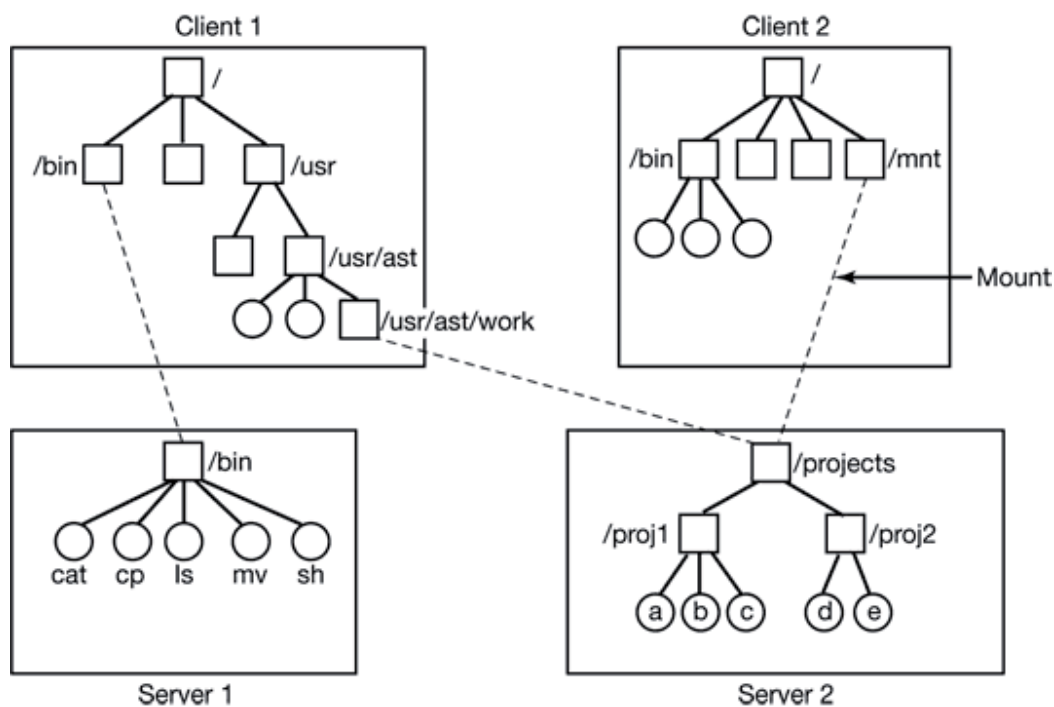 Client 1
Client 2
/
/
/bin
/usr
/bin
/mnt
/usr/ast
Mount
/usr/ast/work
/bin
/projects
/proj1
/proj2
cat
cp
ls
mv
sh
a
b
c
d
e
Server 1
Server 2